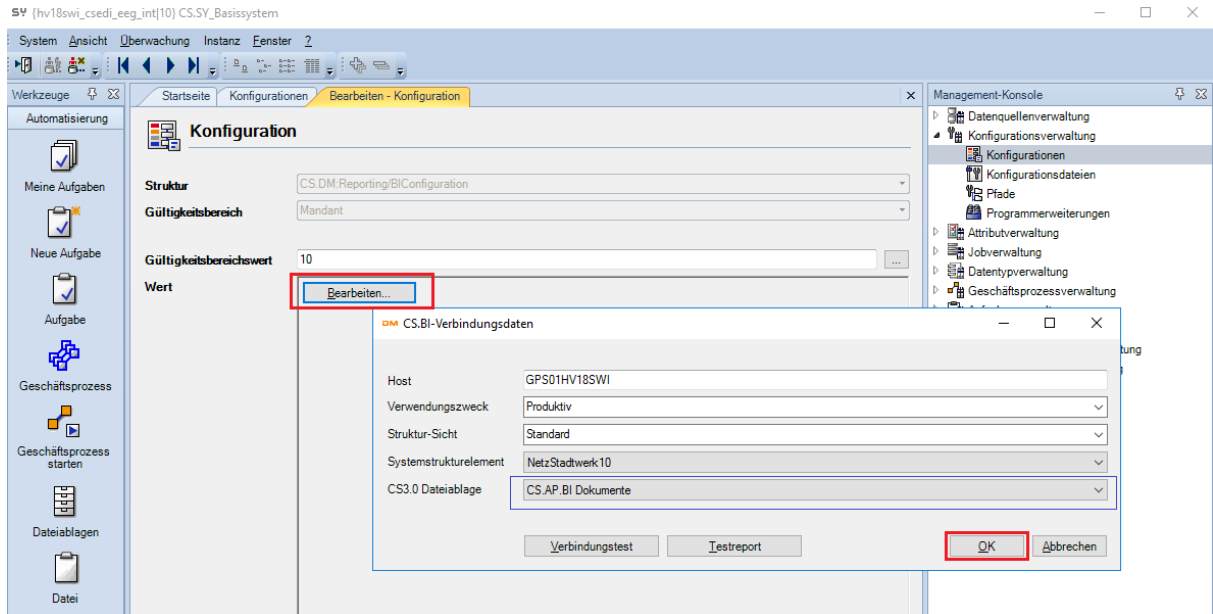 SY {hv18swi_csedi_eeg_int|10} CS.SY_Basissystem
System Ansicht Überwachung Instanz Fenster ?
Werkzeuge
Automatisierung
Meine Aufgaben
Neue Aufgabe
Aufgabe
Geschäftsprozess
Geschäftsprozess
starten
Dateiablagen
Datei
Startseite Konfigurationen Bearbeiten - Konfiguration
Konfiguration
Struktur CS.DM:Reporting/BIConfiguration
Gültigkeitsbereich Mandant
Gültigkeitsbereichswert 10 ...
Wert Bearbeiten...
DM CS.BI-Verbindungsdaten
Host GPS01HV18SWI
Verwendungszweck Produktiv
Struktur-Sicht Standard
Systemstrukturelement NetzStadtwerk10
CS3.0 Dateiablage CS.AP.BI Dokumente
Verbindungstest Testreport OK Abbrechen
Management-Konsole
Datenquellenverwaltung
Konfigurationsverwaltung
Konfigurationen
Konfigurationsdateien
Pfade
Programmerweiterungen
Attributverwaltung
Jobverwaltung
Datentypverwaltung
Geschäftsprozessverwaltung
tung